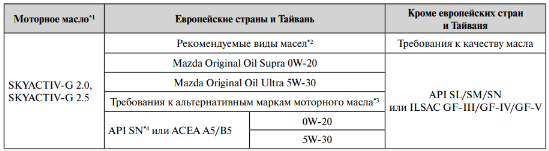 Моторное масло*1
Европейские страны и Тайвань
Кроме европейских стран
и Тайваня
SKYACTIV-G 2.0,
SKYACTIV-G 2.5
Рекомендуемые виды масел*2
Требования к качеству масла
Mazda Original Oil Supra 0W-20
Mazda Original Oil Ultra 5W-30
Требования к альтернативным маркам моторного масла*3
API SN*4 или ACEA A5/B5
0W-20
5W-30
API SL/SM/SN
или ILSAC GF-III/GF-IV/GF-V